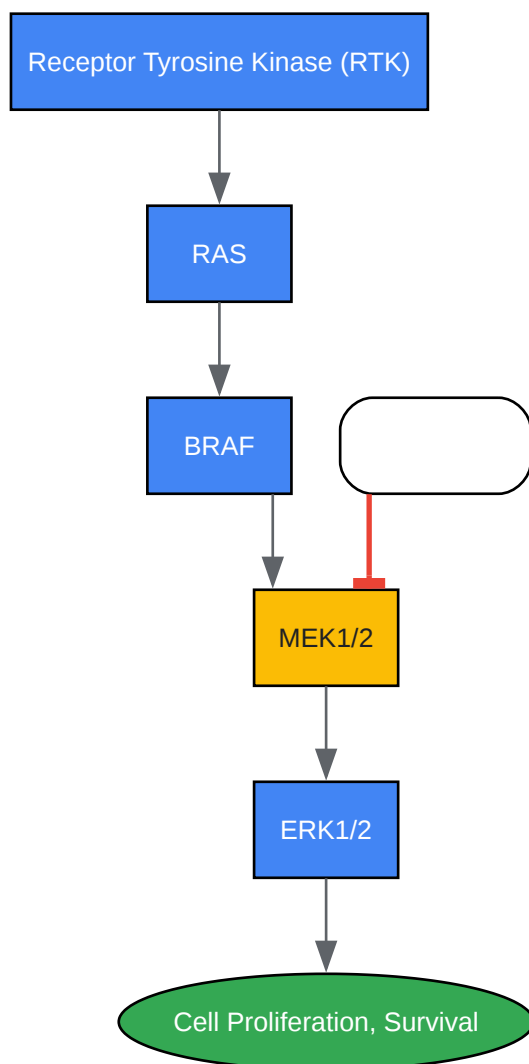 Receptor Tyrosine Kinase (RTK)
RAS
BRAF
MEK1/2
ERK1/2
Cell Proliferation, Survival